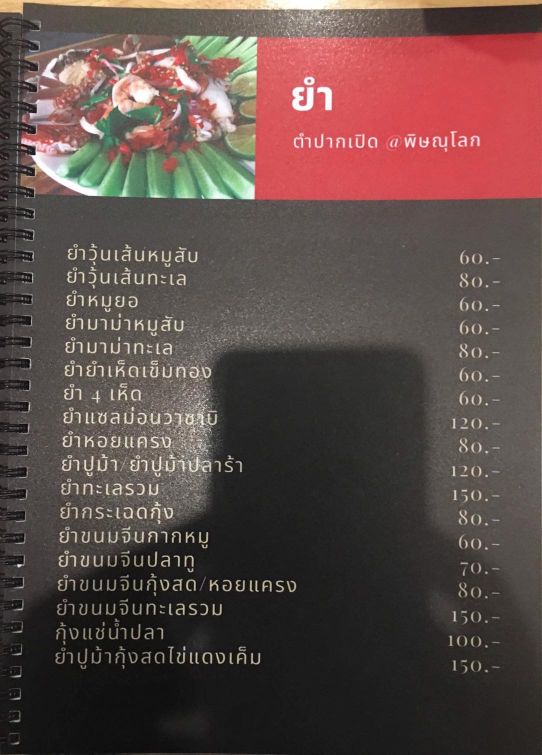 ยำ
ตำปากเปิด @พิษณุโลก
ยำวุ้นเส้นหมูสับ 60.-
ยำวุ้นเส้นทะเล 80.-
ยำหมูยอ 60.-
ยำมาม่าหมูสับ 60.-
ยำมาม่าทะเล 80.-
ยำยำเห็ดเข็มทอง 60.-
ยำ 4 เห็ด 60.-
ยำแซลม่อนวาซาบิ 120.-
ยำหอยแครง 80.-
ยำปูม้า/ยำปูม้าปลาร้า 120.-
ยำทะเลรวม 150.-
ยำกระเฉดกุ้ง 80.-
ยำขนมจีนกากหมู 60.-
ยำขนมจีนปลาทู 70.-
ยำขนมจีนกุ้งสด/หอยแครง 80.-
ยำขนมจีนทะเลรวม 150.-
กุ้งแช่น้ำปลา 100.-
ยำปูม้ากุ้งสดไข่แดงเค็ม 150.-